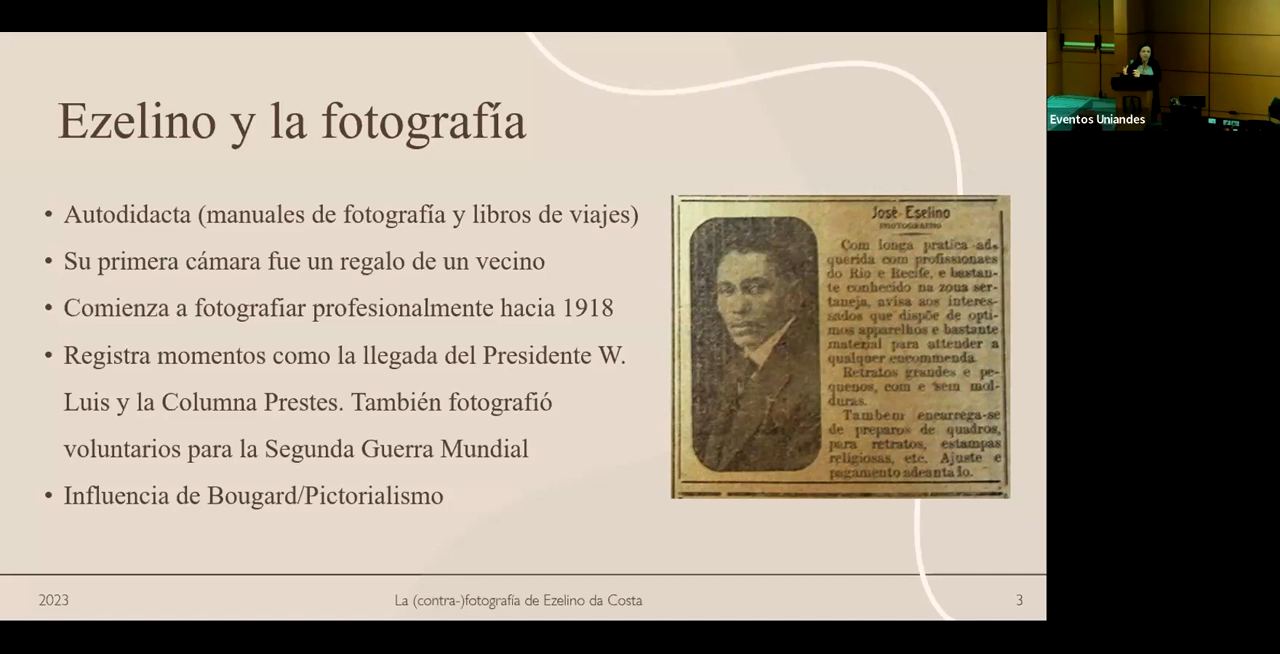 Ezelino y la fotografía
• Autodidacta (manuales de fotografía y libros de viajes)
• Su primera cámara fue un regalo de un vecino
• Comienza a fotografiar profesionalmente hacia 1918
• Registra momentos como la llegada del Presidente W.
Luis y la Columna Prestes. También fotografió
voluntarios para la Segunda Guerra Mundial
• Influencia de Bougard/Pictorialismo
José Eselino
PHOTOGRAPHO
Com longa pratica ad-
querida com profissionaes
do Rio e Recife, e bastan-
te conhecido na zona ser-
taneja, avisa aos interes-
sados que dispõe de opti-
mos apparelhos e bastante
material para attender a
qualquer encommenda.
Retratos grandes e pe-
quenos, com e sem mol-
duras.
Tambem encarrega-se
de preparos de quadros,
para retratos, estampas
religiosas, etc. Ajuste e
pagamento adeantado.
2023
La (contra-)fotografía de Ezelino da Costa
3
Eventos Uniandes